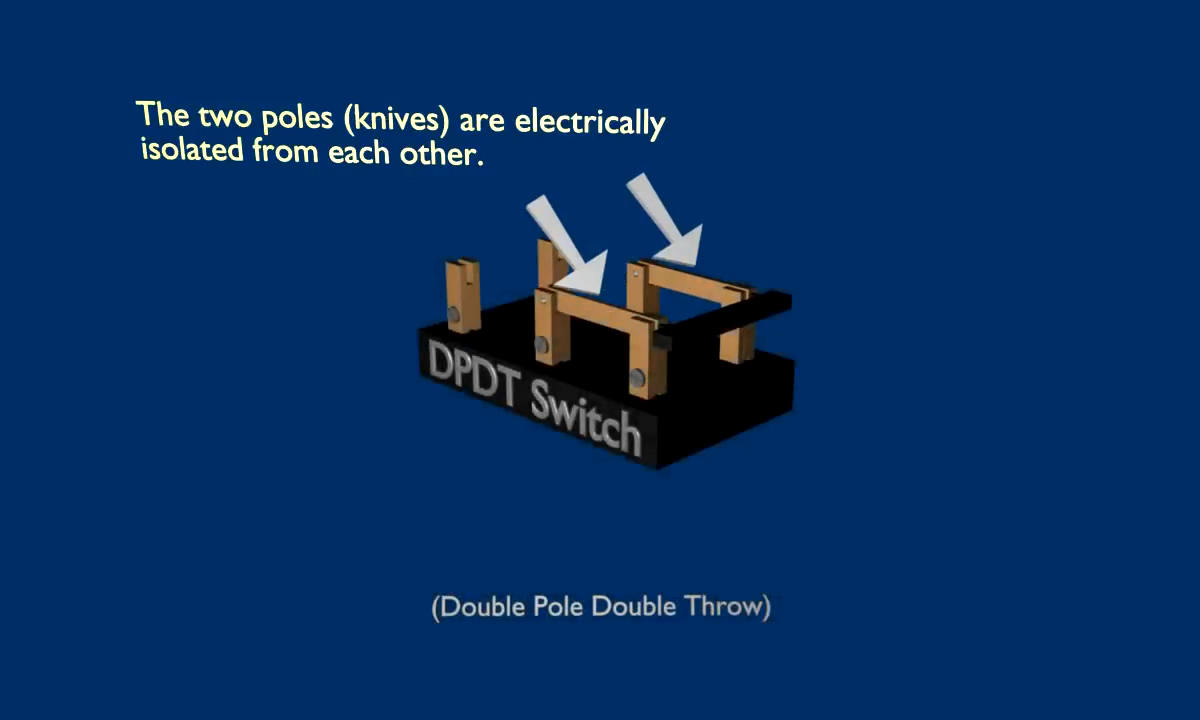 The two poles (knives) are electrically
isolated from each other.
DPDT Switch
(Double Pole Double Throw)